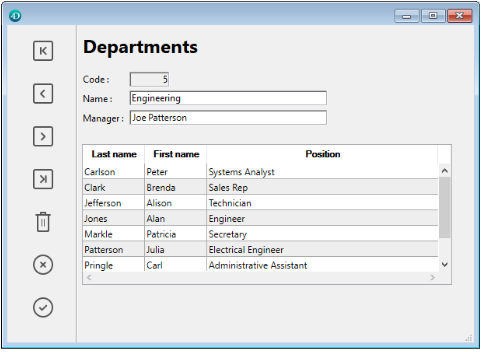 4D
Departments
Code: 5
Name: Engineering
Manager: Joe Patterson
Last name First name Position
Carlson Peter Systems Analyst
Clark Brenda Sales Rep
Jefferson Alison Technician
Jones Alan Engineer
Markle Patricia Secretary
Patterson Julia Electrical Engineer
Pringle Carl Administrative Assistant